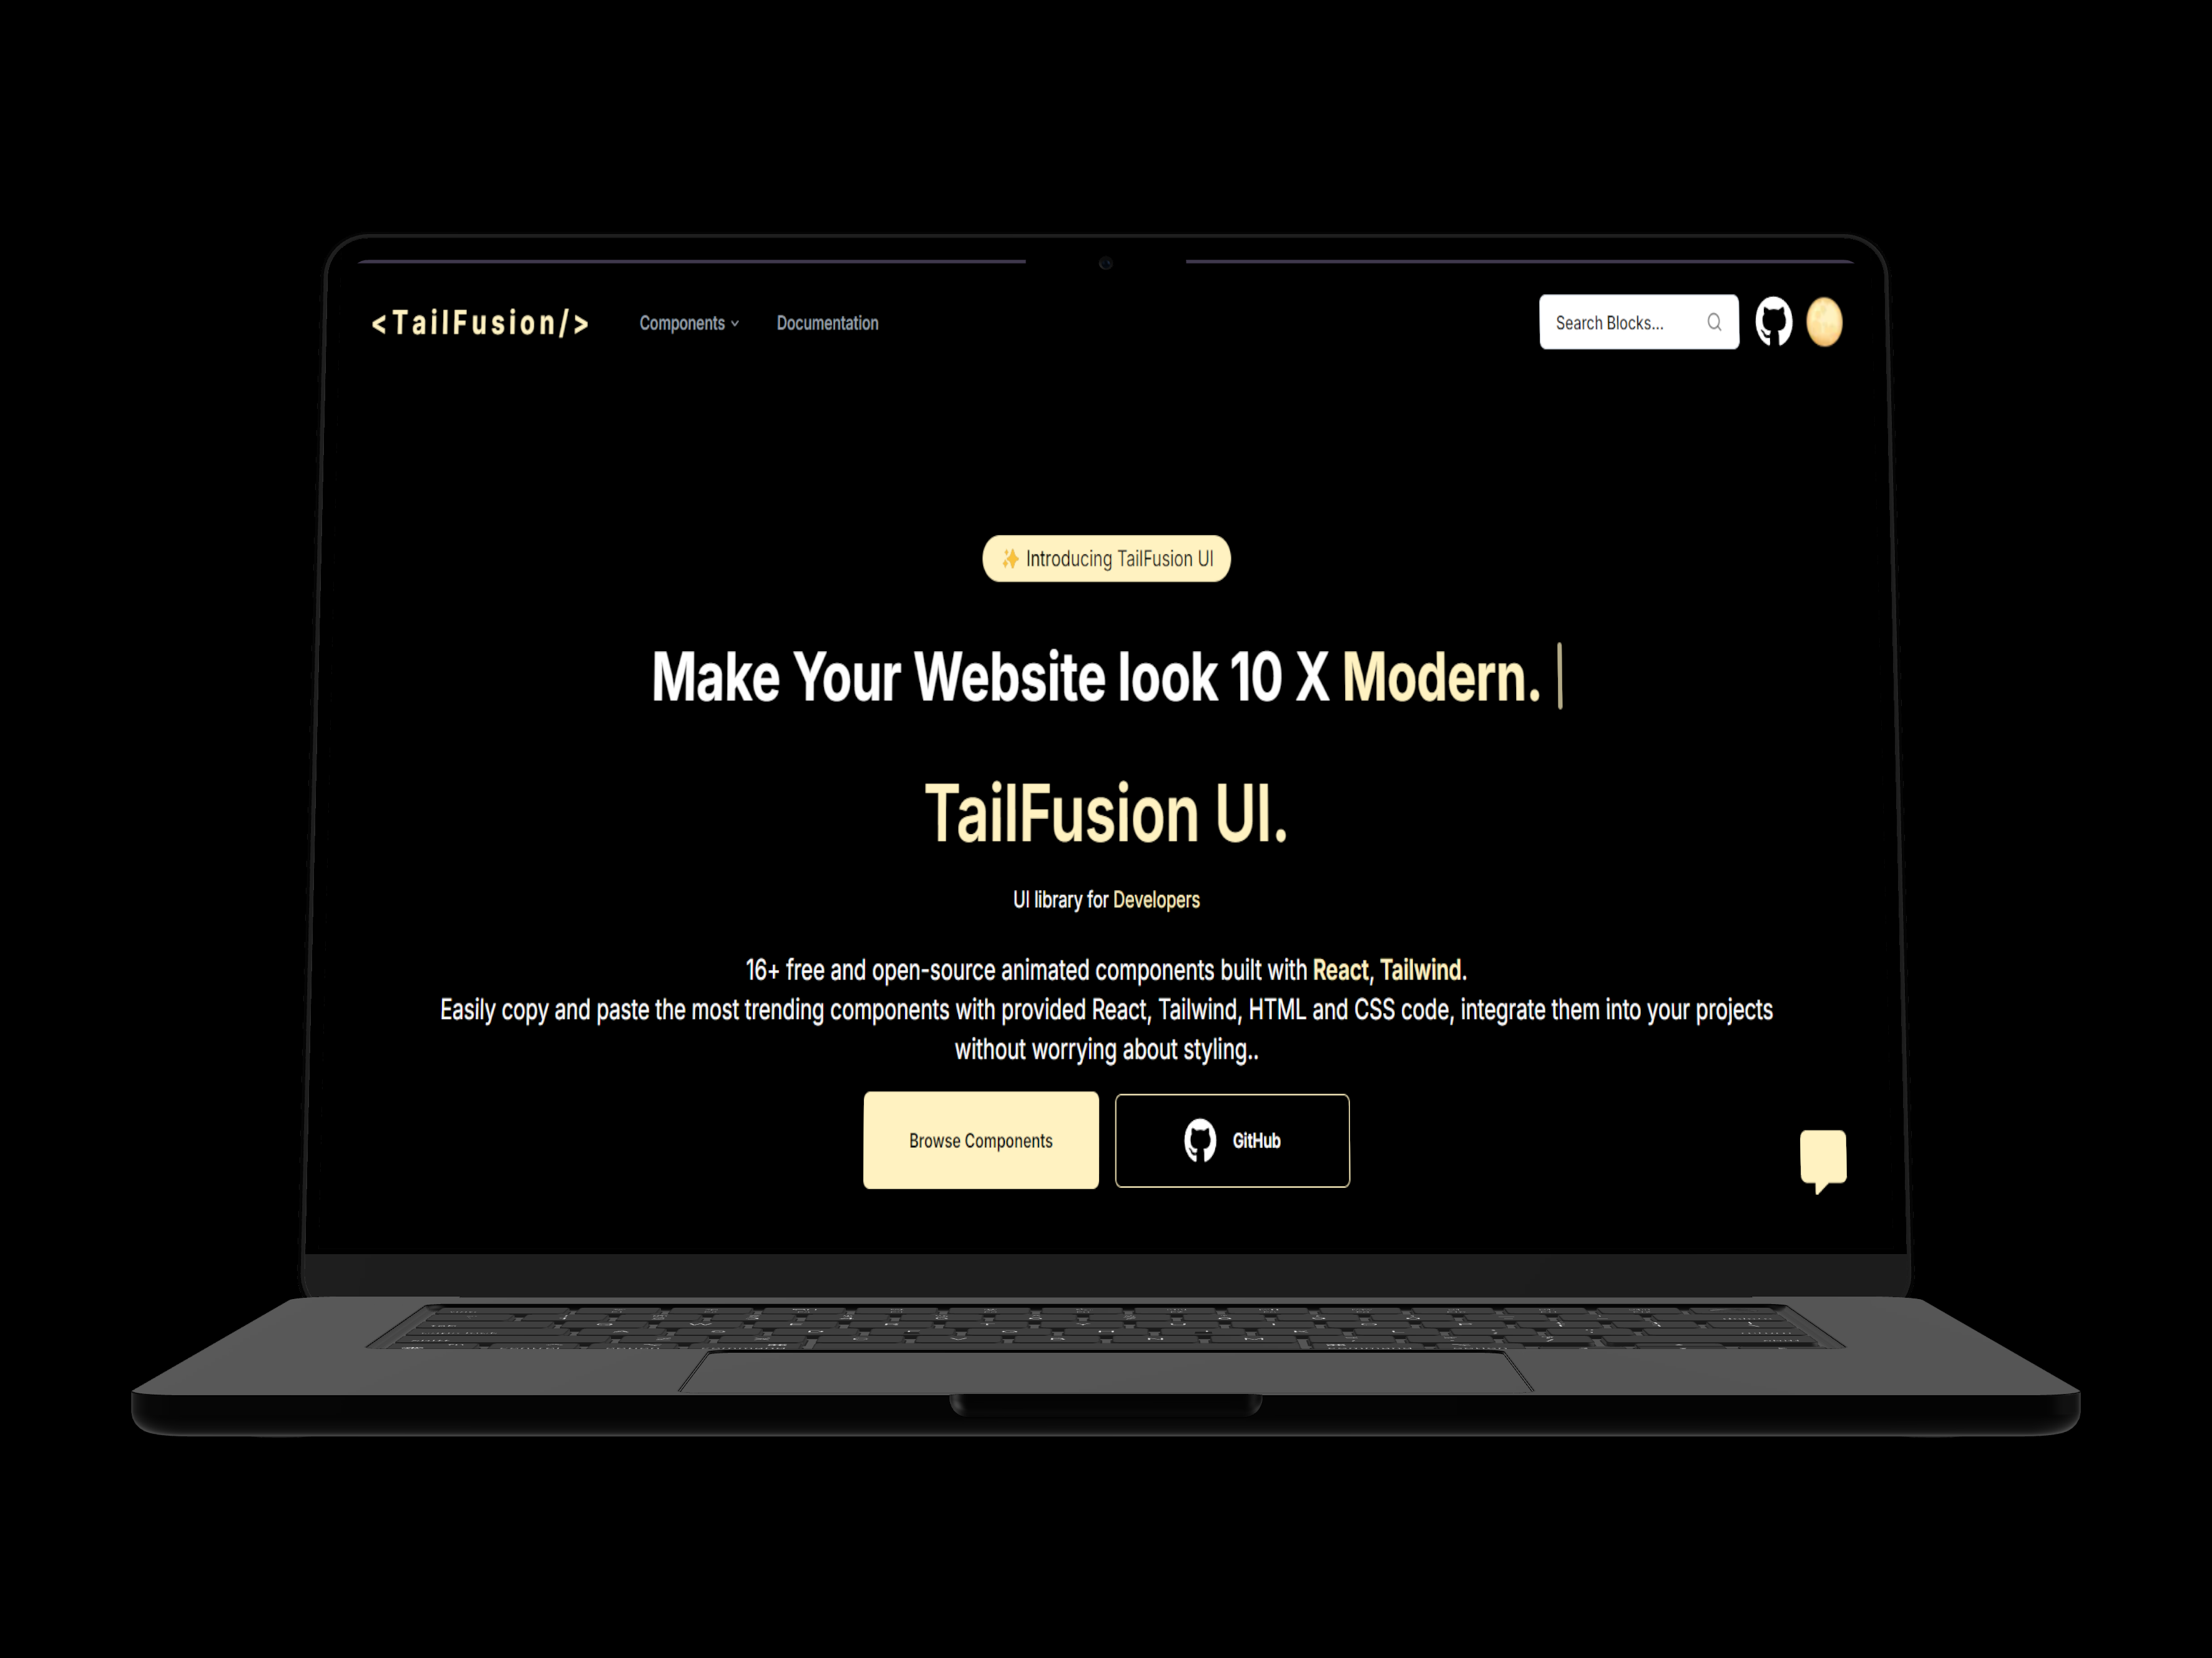 <TailFusion/>
Components
Documentation
Search Blocks...
✨ Introducing TailFusion UI
Make Your Website look 10 X Modern.
TailFusion UI.
UI library for Developers
16+ free and open-source animated components built with React, Tailwind.
Easily copy and paste the most trending components with provided React, Tailwind, HTML and CSS code, integrate them into your projects
without worrying about styling..
Browse Components
GitHub